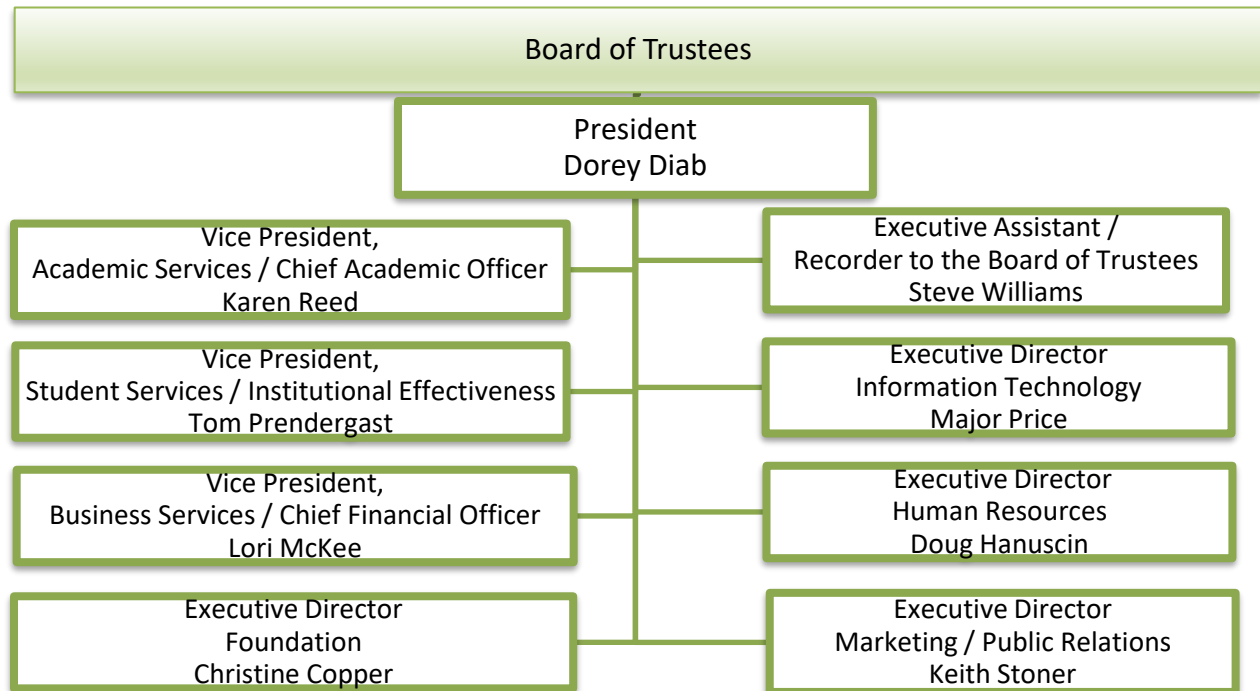 Board of Trustees
President
Dorey Diab
Vice President,
Academic Services / Chief Academic Officer
Karen Reed
Executive Assistant /
Recorder to the Board of Trustees
Steve Williams
Vice President,
Student Services / Institutional Effectiveness
Tom Prendergast
Executive Director
Information Technology
Major Price
Vice President,
Business Services / Chief Financial Officer
Lori McKee
Executive Director
Human Resources
Doug Hanuscin
Executive Director
Foundation
Christine Copper
Executive Director
Marketing / Public Relations
Keith Stoner